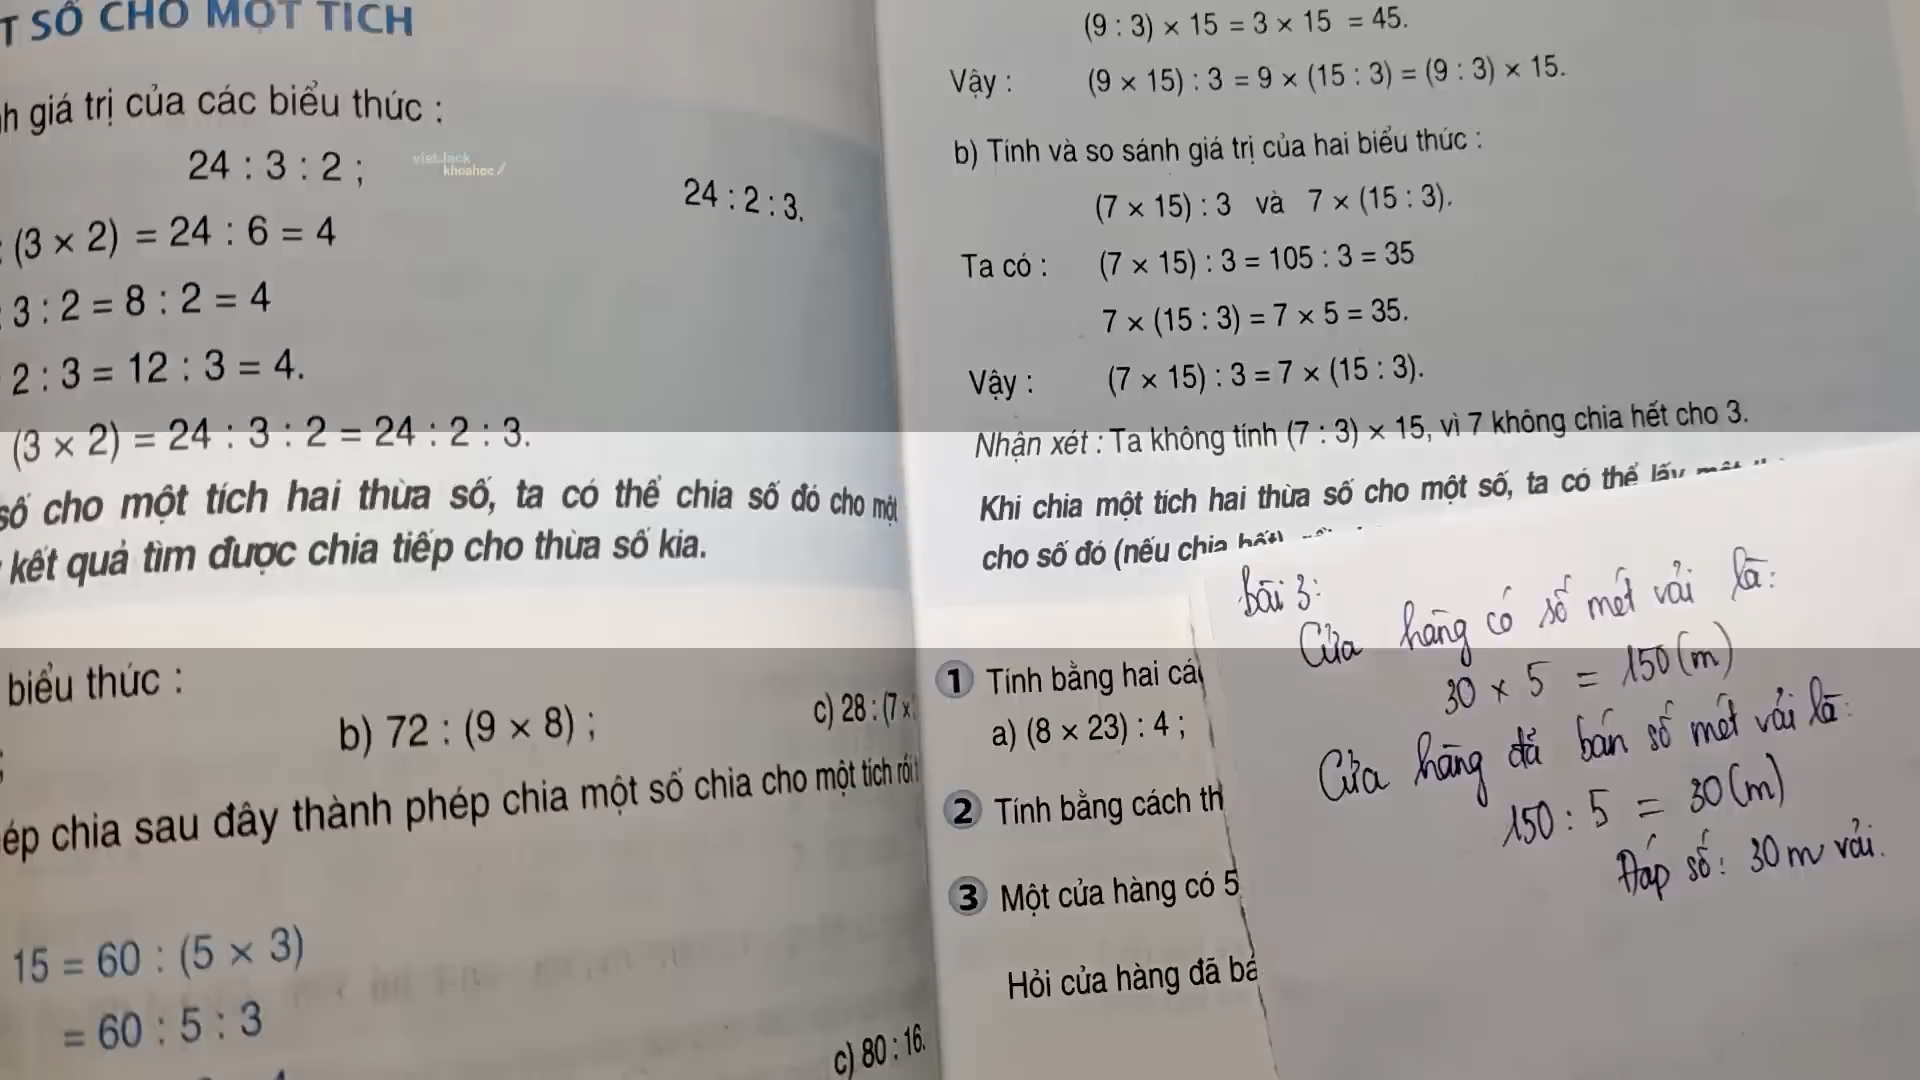 T SỐ CHO MỘT TÍCH
h giá trị của các biểu thức :
24 : 3 : 2 ;
vietJack
khoahoc
24 : 2 : 3.
: (3 × 2) = 24 : 6 = 4
: 3 : 2 = 8 : 2 = 4
2 : 3 = 12 : 3 = 4.
(3 × 2) = 24 : 3 : 2 = 24 : 2 : 3.
số cho một tích hai thừa số, ta có thể chia số đó cho một
kết quả tìm được chia tiếp cho thừa số kia.
biểu thức :
;
b) 72 : (9 × 8) ;
c) 28 : (7 ×
ép chia sau đây thành phép chia một số chia cho một tích rồi t
15 = 60 : (5 × 3)
= 60 : 5 : 3
c) 80 : 16.
(9 : 3) × 15 = 3 × 15 = 45.
Vậy : (9 × 15) : 3 = 9 × (15 : 3) = (9 : 3) × 15.
b) Tính và so sánh giá trị của hai biểu thức :
(7 × 15) : 3 và 7 × (15 : 3).
Ta có : (7 × 15) : 3 = 105 : 3 = 35
7 × (15 : 3) = 7 × 5 = 35.
Vậy : (7 × 15) : 3 = 7 × (15 : 3).
Nhận xét : Ta không tính (7 : 3) × 15, vì 7 không chia hết cho 3.
Khi chia một tích hai thừa số cho một số, ta có thể lấy một
cho số đó (nếu chia hết)
1 Tính bằng hai các
a) (8 × 23) : 4 ;
2 Tính bằng cách th
3 Một cửa hàng có 5
Hỏi cửa hàng đã bá
bài 3:
Cửa hàng có số mét vải là:
30 × 5 = 150 (m)
Cửa hàng đã bán số mét vải là:
150 : 5 = 30 (m)
Đáp số: 30 m vải.